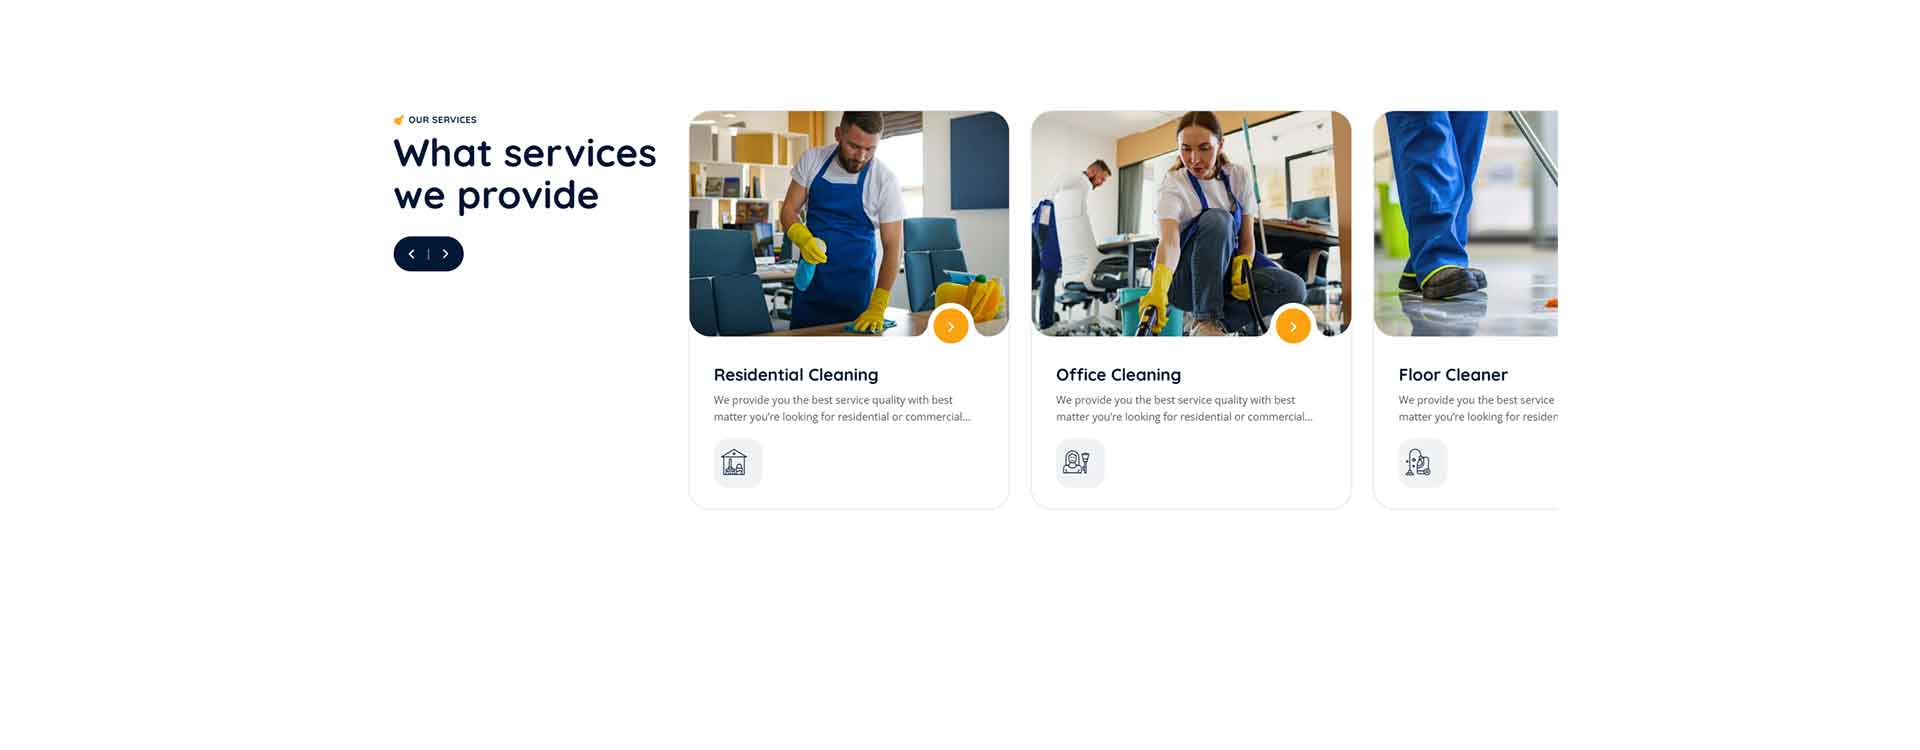 OUR SERVICES
What services
we provide
Residential Cleaning
We provide you the best service quality with best
matter you're looking for residential or commercial...
Office Cleaning
We provide you the best service quality with best
matter you're looking for residential or commercial...
Floor Cleaner
We provide you the best service
matter you're looking for residen